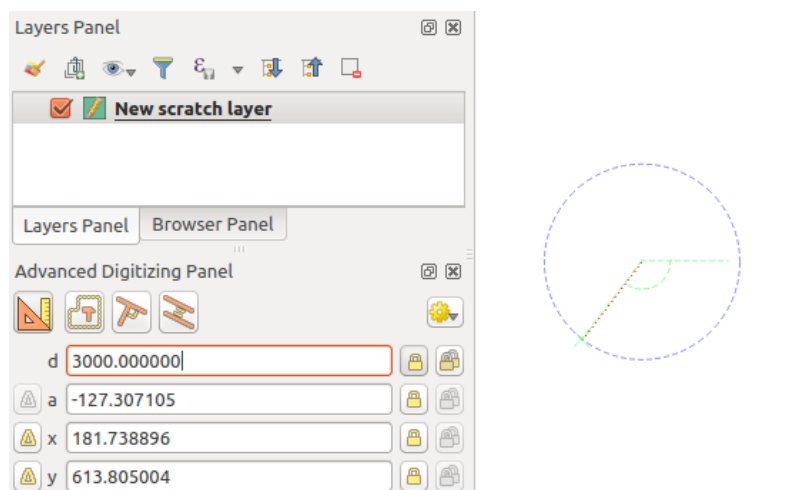 Layers Panel
New scratch layer
Layers Panel Browser Panel
Advanced Digitizing Panel
d 3000.000000
a -127.307105
x 181.738896
y 613.805004